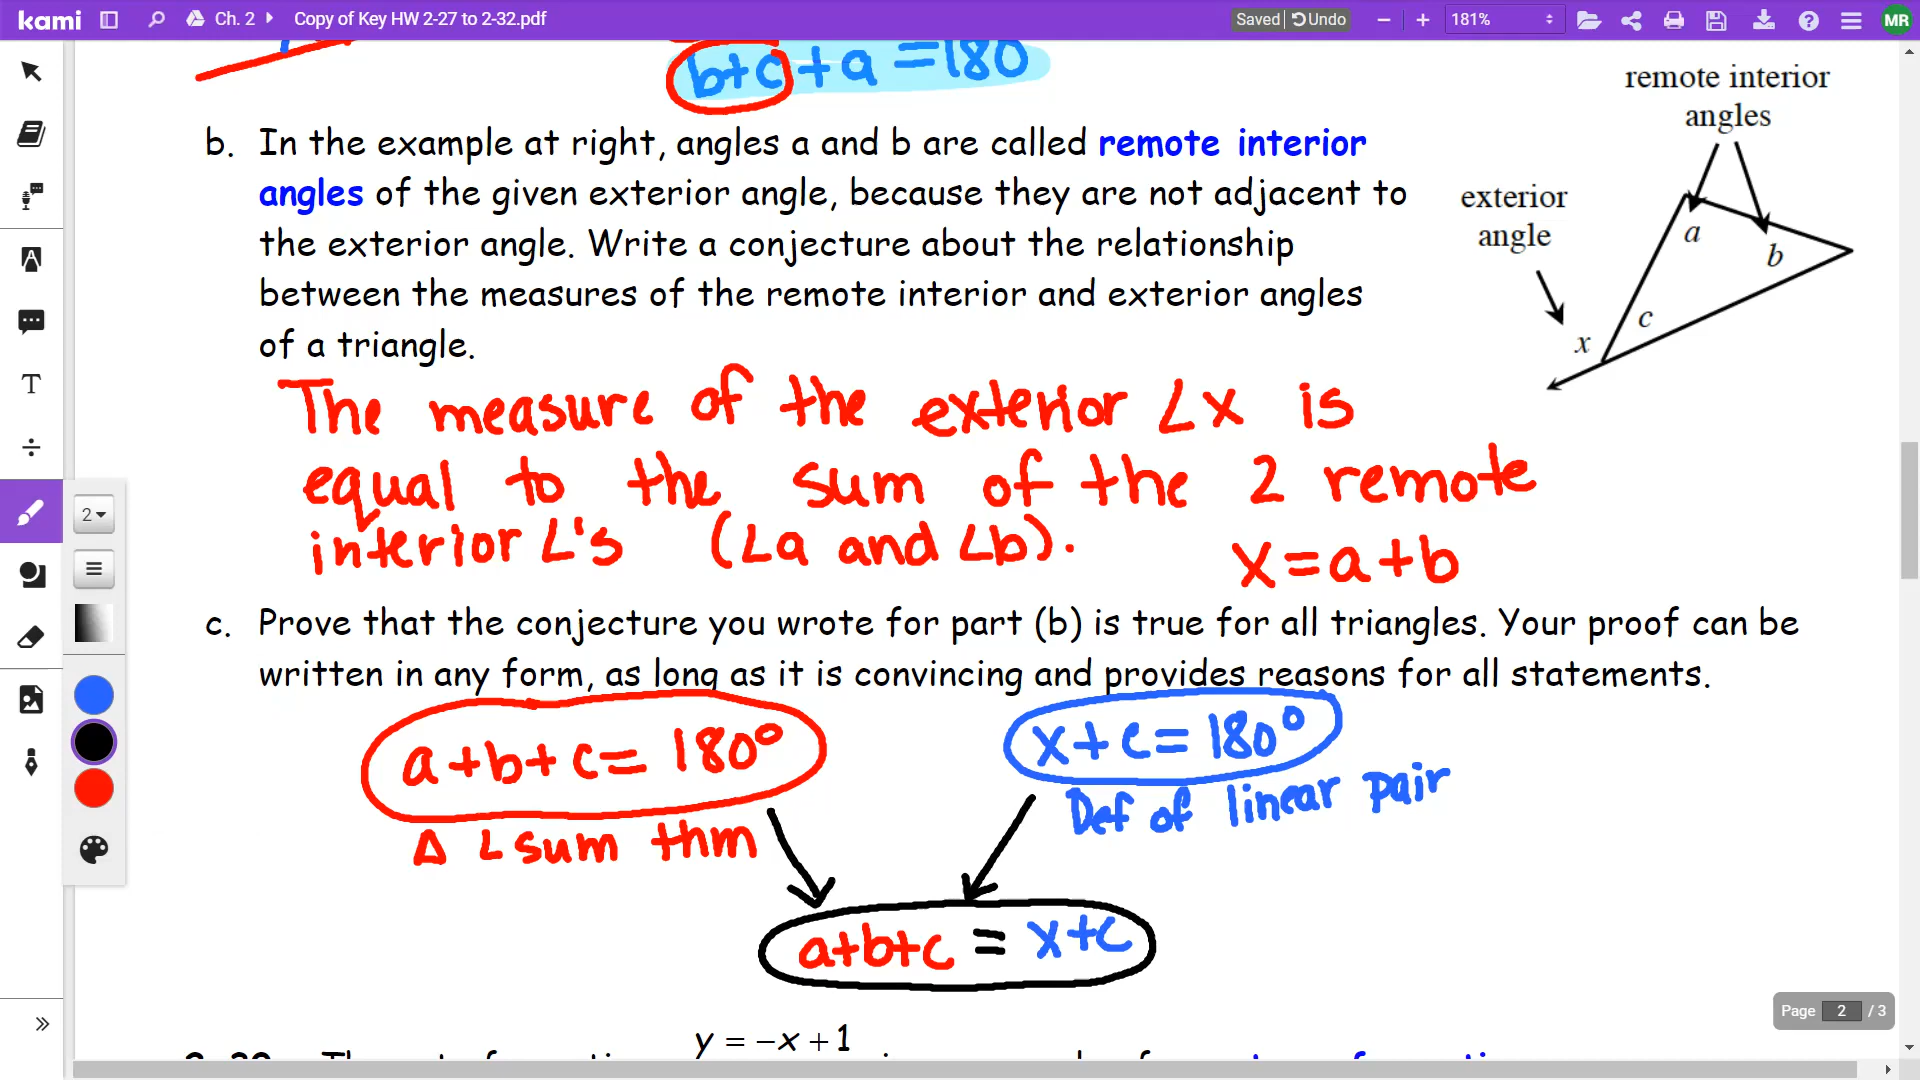 kami Ch. 2 Copy of Key HW 2-27 to 2-32.pdf Saved Undo 181% MR
b+c+a=180
remote interior
angles
b. In the example at right, angles a and b are called remote interior
angles of the given exterior angle, because they are not adjacent to
the exterior angle. Write a conjecture about the relationship
between the measures of the remote interior and exterior angles
of a triangle.
exterior
angle
a
b
c
x
The measure of the exterior ∠x is
equal to the sum of the 2 remote
interior ∠'s (∠a and ∠b).
x=a+b
2
c. Prove that the conjecture you wrote for part (b) is true for all triangles. Your proof can be
written in any form, as long as it is convincing and provides reasons for all statements.
a+b+c=180°
Δ ∠sum thm
x+c=180°
Def of linear pair
a+b+c = x+c
Page 2 / 3
y = -x + 1